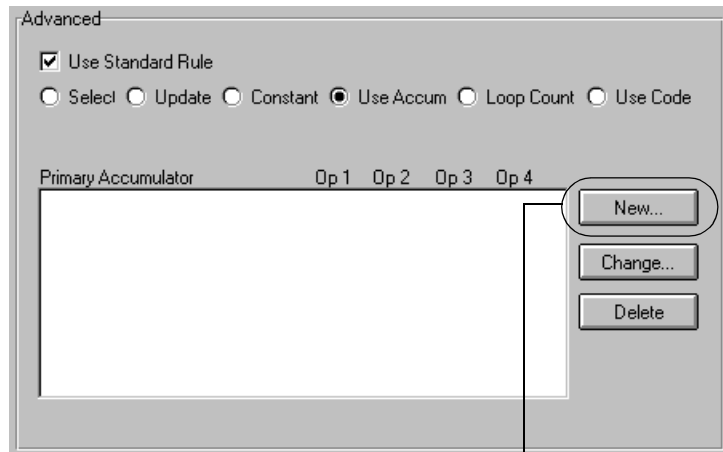 Advanced
Use Standard Rule
Select Update Constant Use Accum Loop Count Use Code
Primary Accumulator Op 1 Op 2 Op 3 Op 4
New...
Change...
Delete